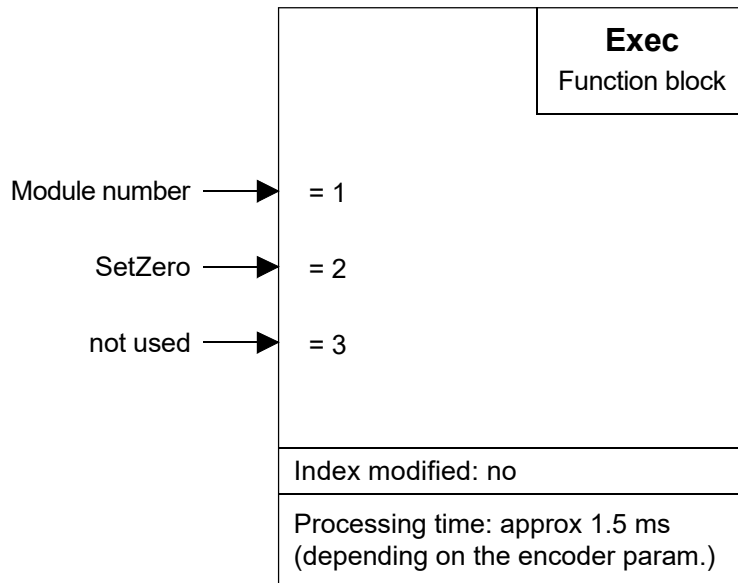 Exec
Function block
Module number = 1
SetZero = 2
not used = 3
Index modified: no
Processing time: approx 1.5 ms
(depending on the encoder param.)